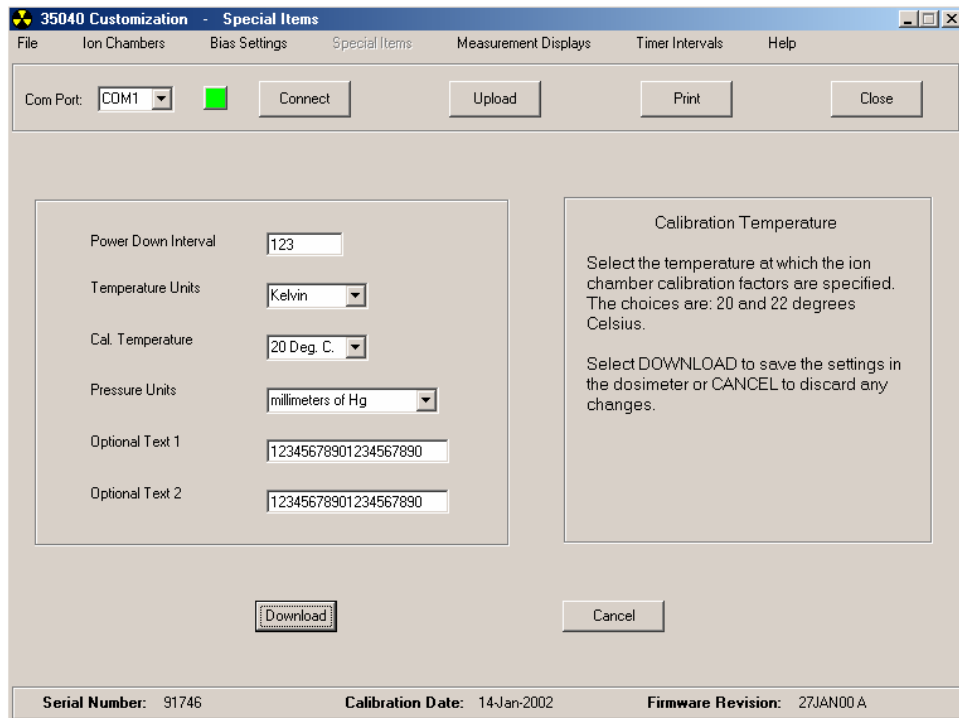 35040 Customization - Special Items
File Ion Chambers Bias Settings Special Items Measurement Displays Timer Intervals Help
Com Port: COM1 Connect Upload Print Close
Power Down Interval 123
Temperature Units Kelvin
Cal. Temperature 20 Deg. C.
Pressure Units millimeters of Hg
Optional Text 1 12345678901234567890
Optional Text 2 12345678901234567890
Calibration Temperature
Select the temperature at which the ion
chamber calibration factors are specified.
The choices are: 20 and 22 degrees
Celsius.
Select DOWNLOAD to save the settings in
the dosimeter or CANCEL to discard any
changes.
Download Cancel
Serial Number: 91746 Calibration Date: 14-Jan-2002 Firmware Revision: 27JAN00 A